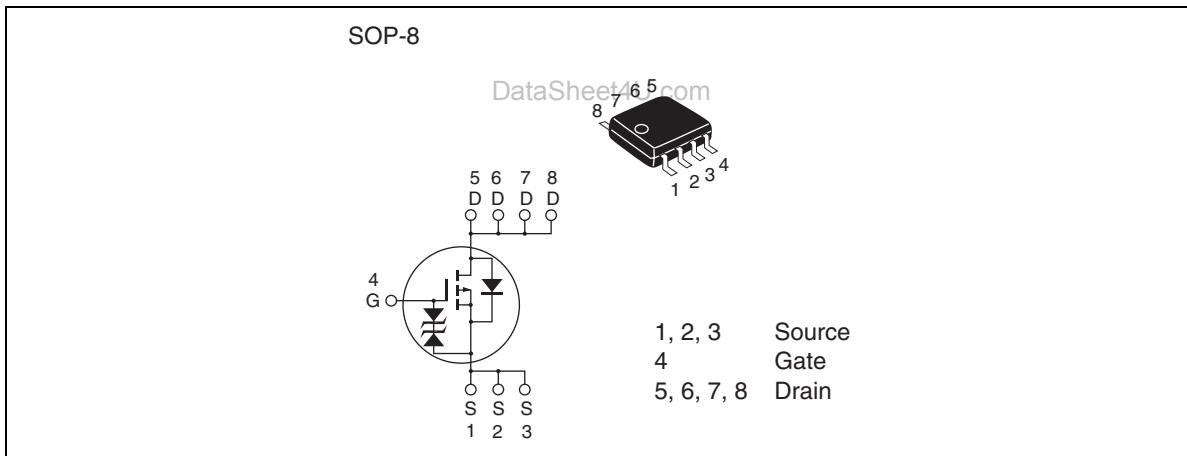 SOP-8
DataSheet4U.com
8 7 6 5
1 2 3 4
5 6 7 8
D D D D
4
G
S S S
1 2 3
1, 2, 3 Source
4 Gate
5, 6, 7, 8 Drain